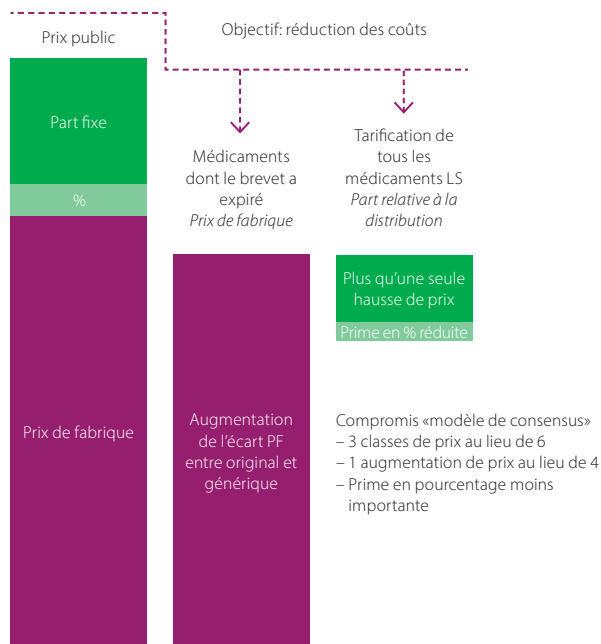 Prix public
Objectif: réduction des coûts
Part fixe
%
Prix de fabrique
Médicaments
dont le brevet a
expiré
Prix de fabrique
Augmentation
de l’écart PF
entre original et
générique
Tarification de
tous les
médicaments LS
Part relative à la
distribution
Plus qu’une seule
hausse de prix
Prime en % réduite
Compromis «modèle de consensus»
– 3 classes de prix au lieu de 6
– 1 augmentation de prix au lieu de 4
– Prime en pourcentage moins
importante